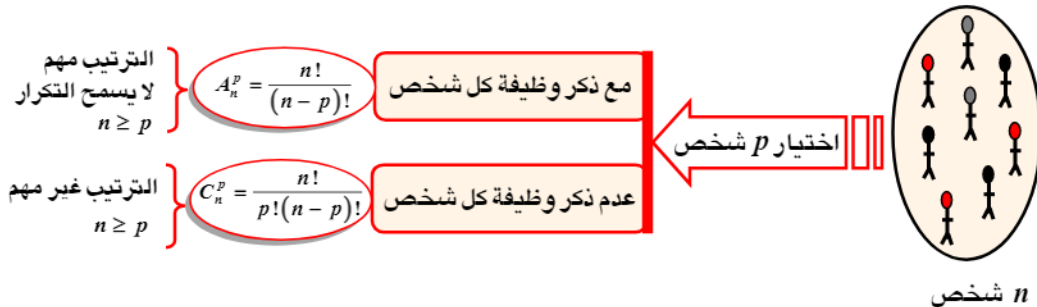 n شخص
اختيار p شخص
مع ذكر وظيفة كل شخص
A_n^p = n! / (n − p)!
الترتيب مهم
لا يسمح التكرار
n ≥ p
عدم ذكر وظيفة كل شخص
C_n^p = n! / p!(n − p)!
الترتيب غير مهم
n ≥ p